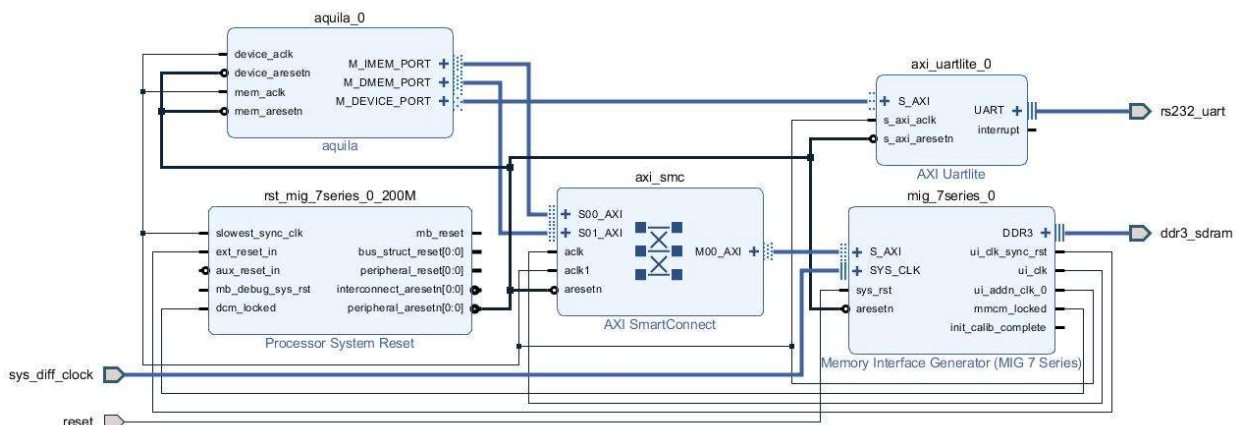 aquila_0
device_aclk
device_aresetn
mem_aclk
mem_aresetn
M_IMEM_PORT
M_DMEM_PORT
M_DEVICE_PORT
aquila
axi_uartlite_0
S_AXI
s_axi_aclk
s_axi_aresetn
UART
interrupt
AXI Uartlite
rs232_uart
rst_mig_7series_0_200M
slowest_sync_clk
ext_reset_in
aux_reset_in
mb_debug_sys_rst
dcm_locked
mb_reset
bus_struct_reset[0:0]
peripheral_reset[0:0]
interconnect_aresetn[0:0]
peripheral_aresetn[0:0]
Processor System Reset
axi_smc
S00_AXI
S01_AXI
aclk
aclk1
aresetn
M00_AXI
AXI SmartConnect
mig_7series_0
S_AXI
SYS_CLK
sys_rst
aresetn
DDR3
ui_clk_sync_rst
ui_clk
ui_addn_clk_0
mmcm_locked
init_calib_complete
Memory Interface Generator (MIG 7 Series)
ddr3_sdram
sys_diff_clock
reset